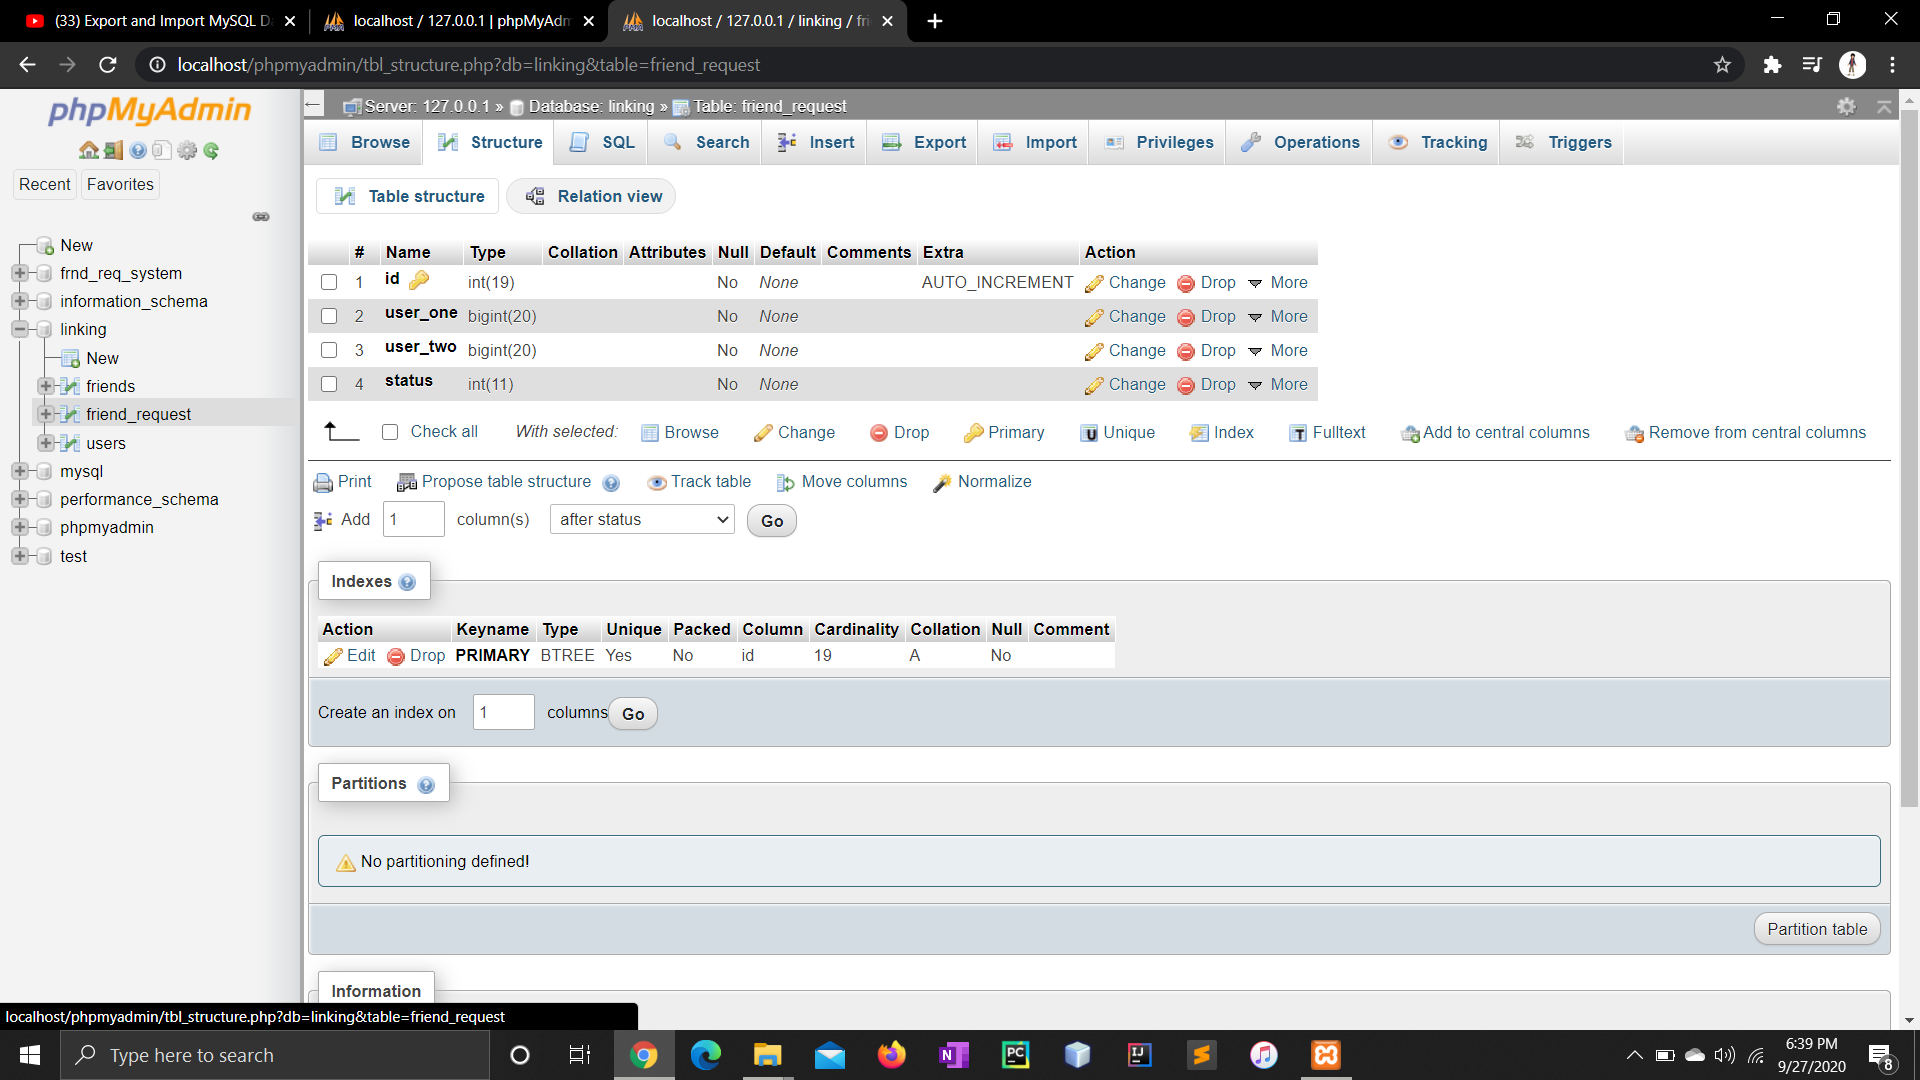 (33) Export and Import MySQL D
localhost / 127.0.0.1 | phpMyAdm
localhost / 127.0.0.1 / linking / fri
localhost/phpmyadmin/tbl_structure.php?db=linking&table=friend_request
phpMyAdmin
Recent Favorites
New
frnd_req_system
information_schema
linking
New
friends
friend_request
users
mysql
performance_schema
phpmyadmin
test
Server: 127.0.0.1 » Database: linking » Table: friend_request
Browse Structure SQL Search Insert Export Import Privileges Operations Tracking Triggers
Table structure Relation view
# Name Type Collation Attributes Null Default Comments Extra Action
1 id int(19) No None AUTO_INCREMENT Change Drop More
2 user_one bigint(20) No None Change Drop More
3 user_two bigint(20) No None Change Drop More
4 status int(11) No None Change Drop More
Check all With selected: Browse Change Drop Primary Unique Index Fulltext Add to central columns Remove from central columns
Print Propose table structure Track table Move columns Normalize
Add 1 column(s) after status Go
Indexes
Action Keyname Type Unique Packed Column Cardinality Collation Null Comment
Edit Drop PRIMARY BTREE Yes No id 19 A No
Create an index on 1 columns Go
Partitions
No partitioning defined!
Partition table
Information
localhost/phpmyadmin/tbl_structure.php?db=linking&table=friend_request
Type here to search
6:39 PM
9/27/2020
8